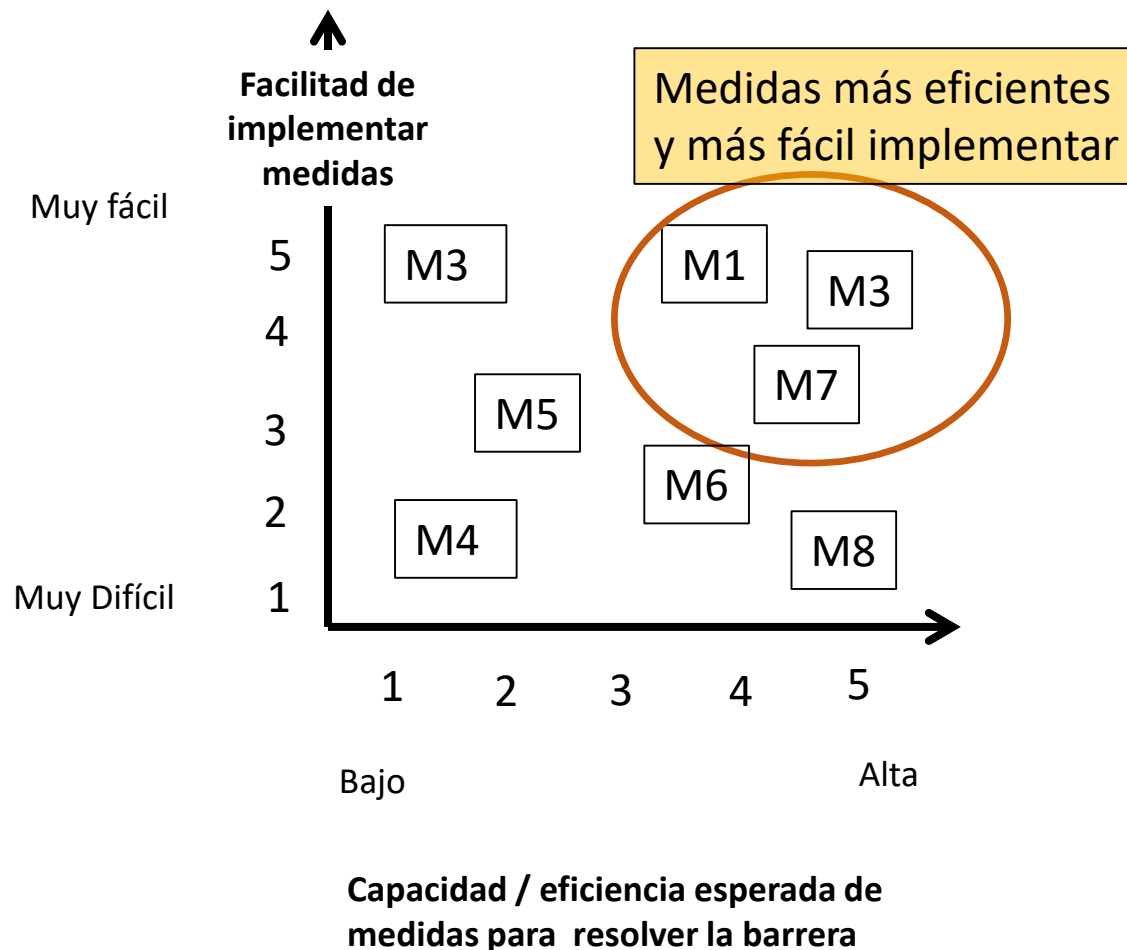 Facilitad de
implementar
medidas
Medidas más eficientes
y más fácil implementar
Muy fácil
5
M3
M1
M3
4
M7
M5
3
M6
2
M4
M8
Muy Difícil
1
1
2
3
4
5
Bajo
Alta
Capacidad / eficiencia esperada de
medidas para resolver la barrera